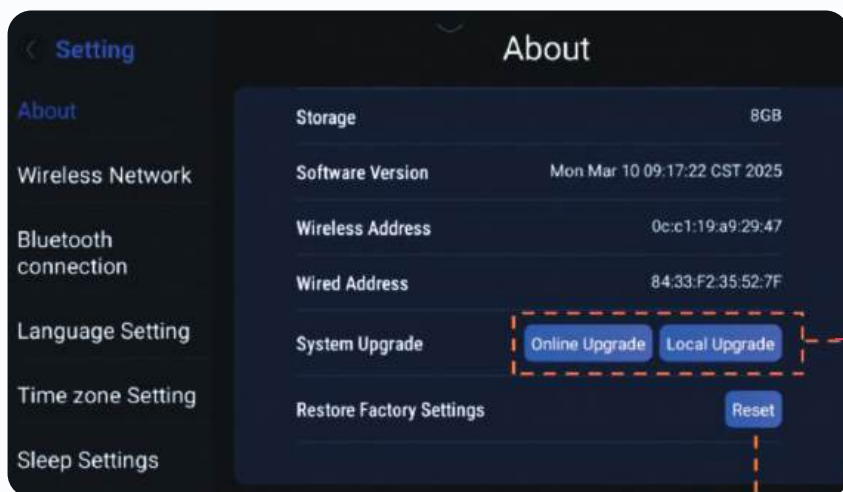 Setting
About
About
Wireless Network
Bluetooth
connection
Language Setting
Time zone Setting
Sleep Settings
Storage 8GB
Software Version Mon Mar 10 09:17:22 CST 2025
Wireless Address 0c:c1:19:a9:29:47
Wired Address 84:33:F2:35:52:7F
System Upgrade Online Upgrade Local Upgrade
Restore Factory Settings Reset